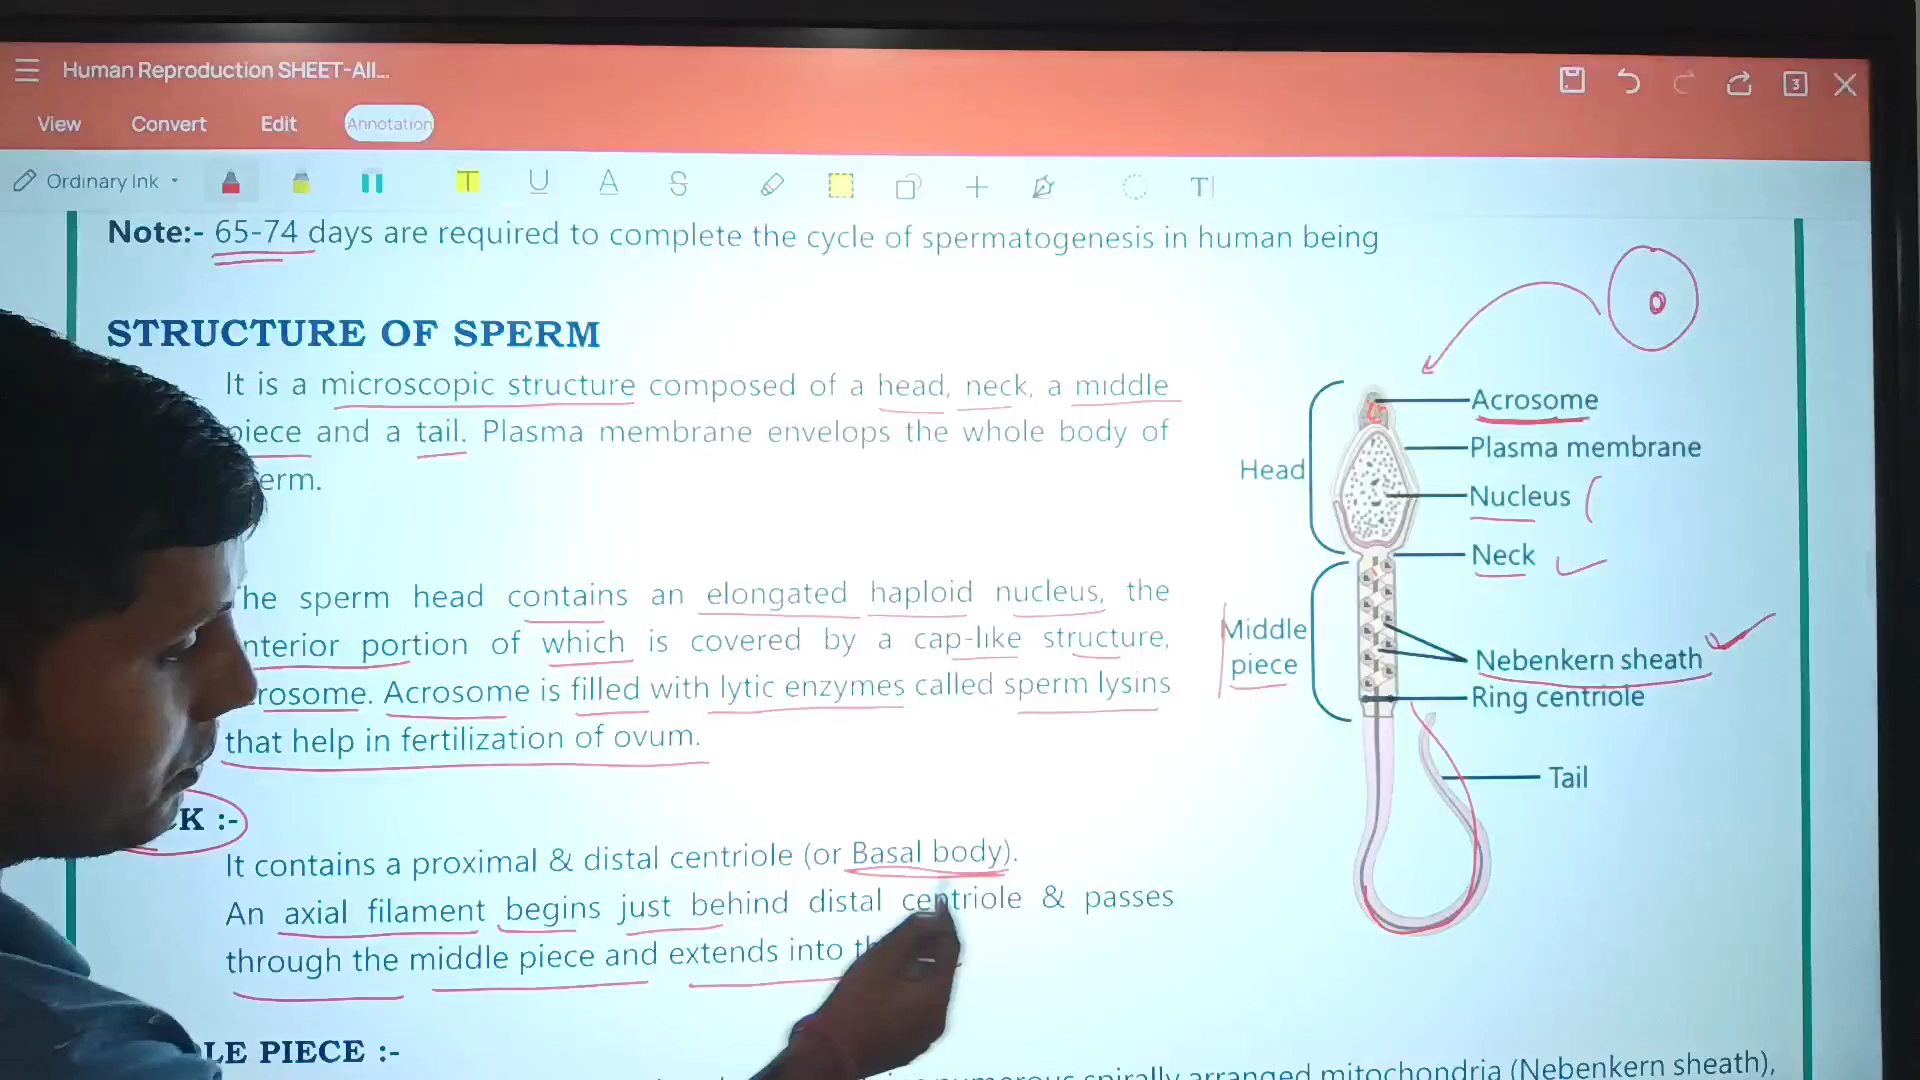 Human Reproduction SHEET-All...
View Convert Edit Annotation
Ordinary Ink
Note:- 65-74 days are required to complete the cycle of spermatogenesis in human being
STRUCTURE OF SPERM
It is a microscopic structure composed of a head, neck, a middle
piece and a tail. Plasma membrane envelops the whole body of
erm.
he sperm head contains an elongated haploid nucleus, the
nterior portion of which is covered by a cap-like structure,
rosome. Acrosome is filled with lytic enzymes called sperm lysins
that help in fertilization of ovum.
K :-
It contains a proximal & distal centriole (or Basal body).
An axial filament begins just behind distal centriole & passes
through the middle piece and extends into
LE PIECE :-
spirally arranged mitochondria (Nebenkern sheath),
Head
Middle
piece
Acrosome
Plasma membrane
Nucleus
Neck
Nebenkern sheath
Ring centriole
Tail